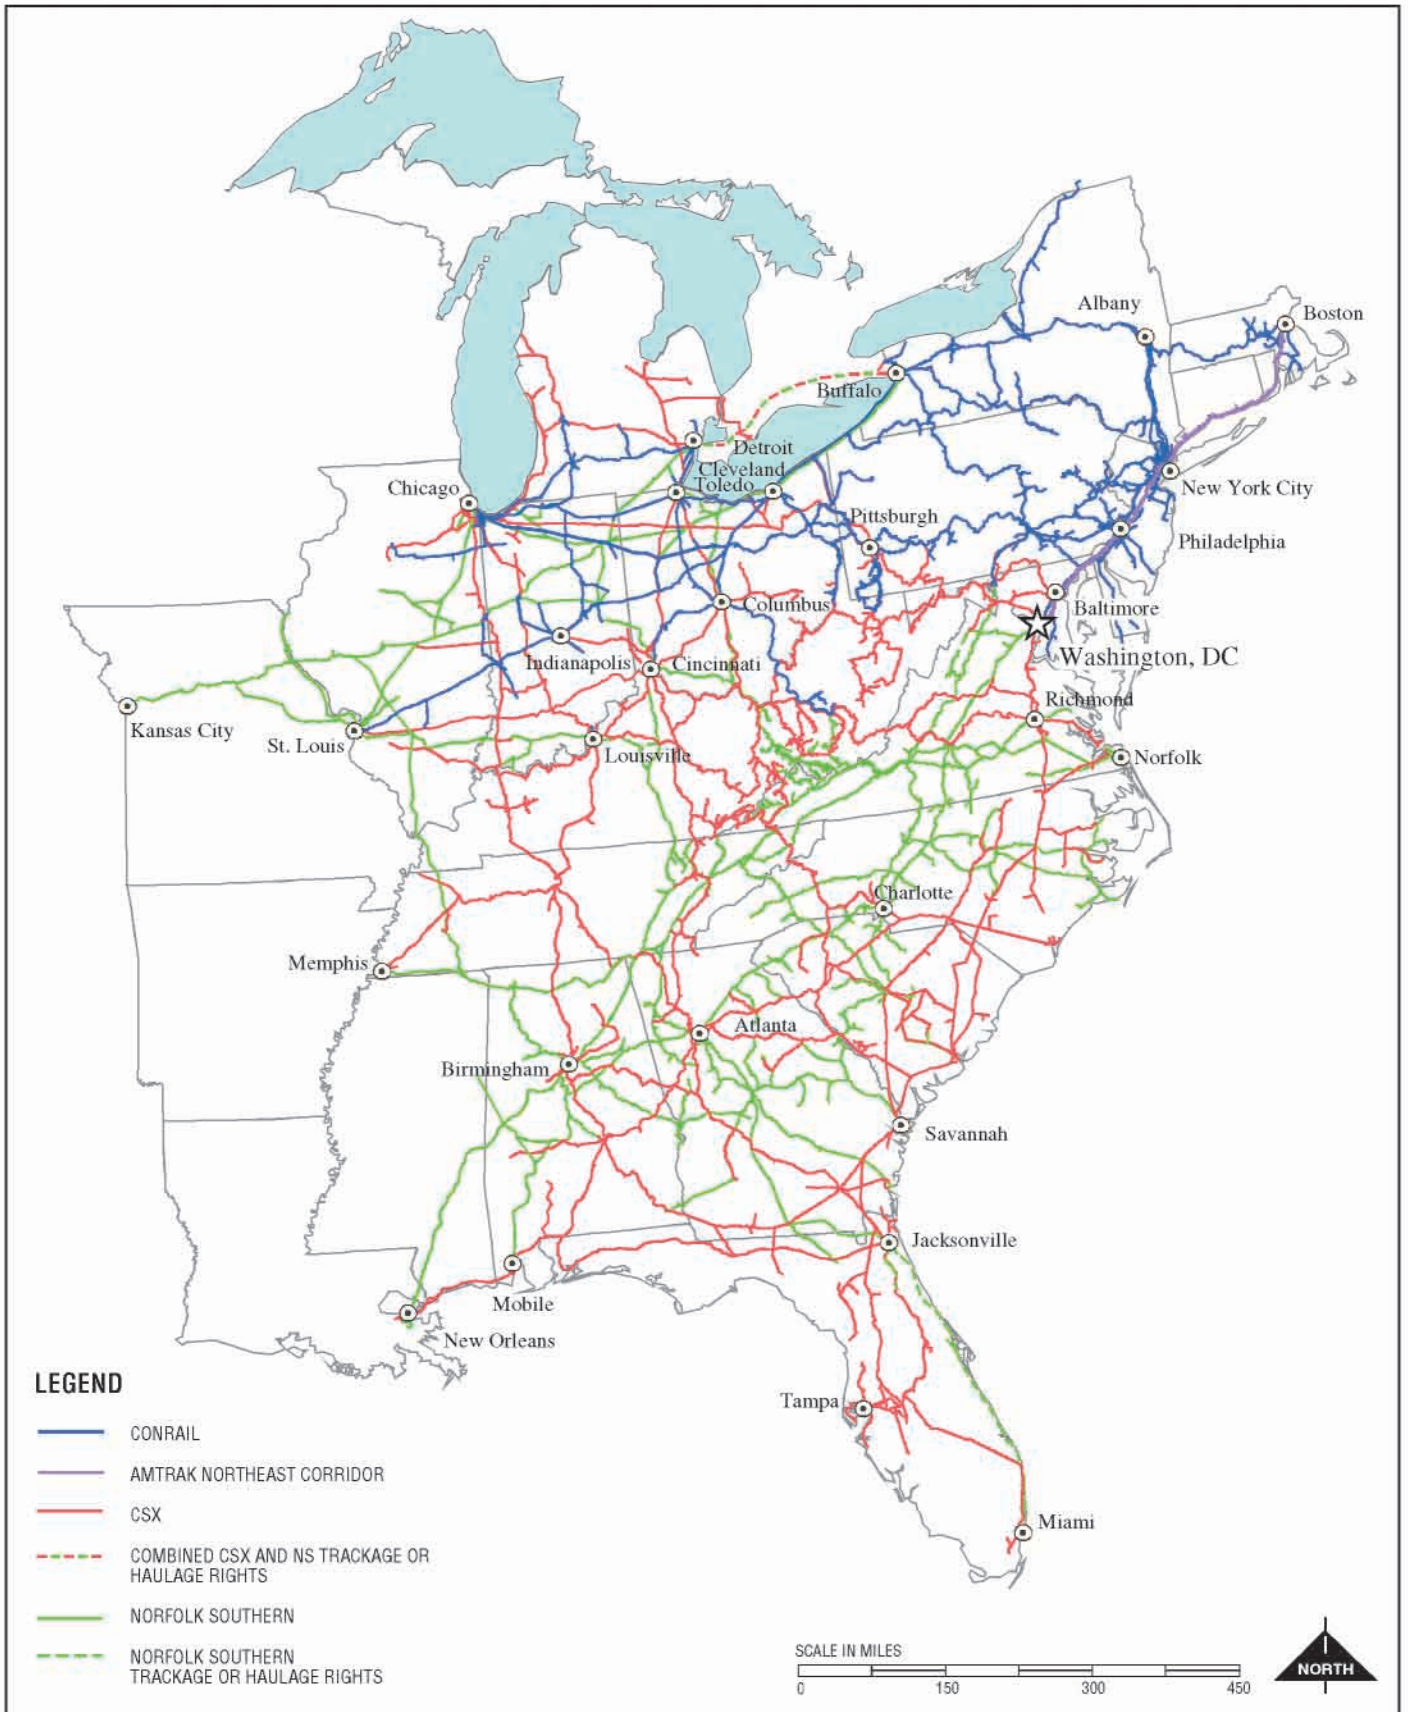 Albany
Boston
Buffalo
Detroit
Cleveland
Toledo
Chicago
New York City
Pittsburgh
Philadelphia
Columbus
Baltimore
Indianapolis
Cincinnati
Washington, DC
Richmond
Kansas City
St. Louis
Louisville
Norfolk
Charlotte
Memphis
Atlanta
Birmingham
Savannah
Jacksonville
Mobile
New Orleans
Tampa
Miami
LEGEND
CONRAIL
AMTRAK NORTHEAST CORRIDOR
CSX
COMBINED CSX AND NS TRACKAGE OR
HAULAGE RIGHTS
NORFOLK SOUTHERN
NORFOLK SOUTHERN
TRACKAGE OR HAULAGE RIGHTS
SCALE IN MILES
0 150 300 450
NORTH